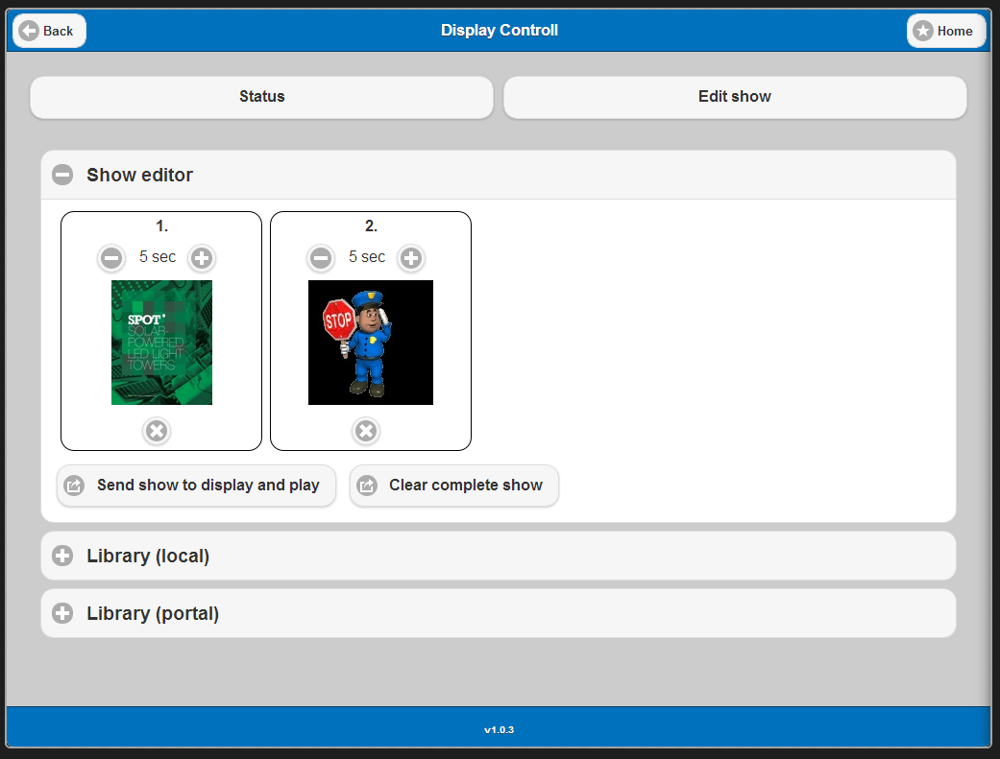 Back
Display Controll
Home
Status
Edit show
Show editor
1.
2.
5 sec
5 sec
SPOT
SOLAR-
POWERED
LED LIGHT
TOWERS
STOP
Send show to display and play
Clear complete show
Library (local)
Library (portal)
v1.0.3